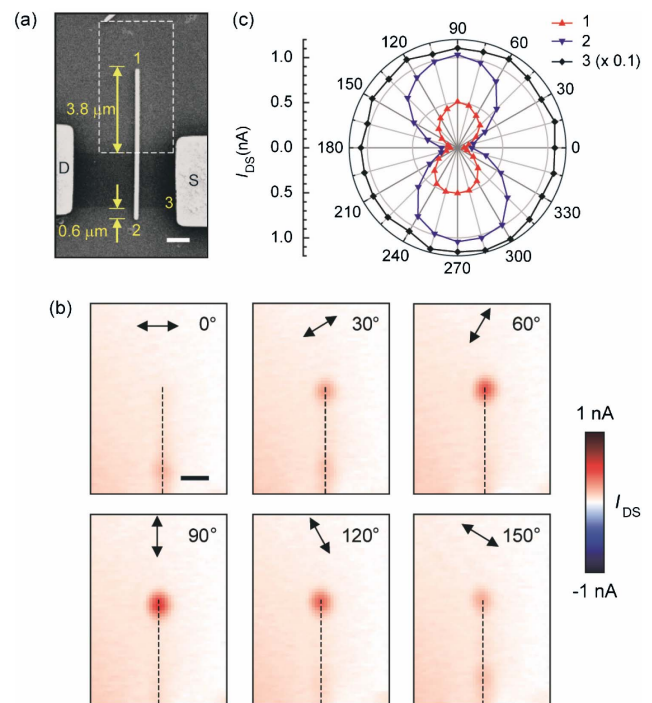 (a)
1
3.8 μm
D
S
3
0.6 μm
2
(c)
1
2
3 (x 0.1)
I_DS(nA)
1.0
0.5
0.0
0.5
1.0
90
60
30
0
330
300
270
240
210
180
150
120
(b)
0°
30°
60°
90°
120°
150°
1 nA
I_DS
-1 nA